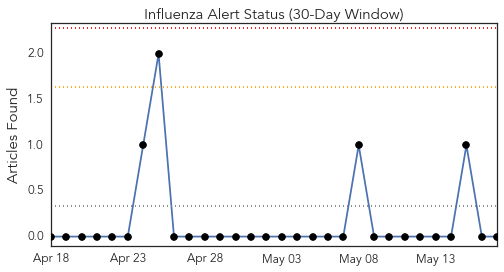 Influenza Alert Status (30-Day Window)
Articles Found
2.0
1.5
1.0
0.5
0.0
Apr 18 Apr 23 Apr 28 May 03 May 08 May 13